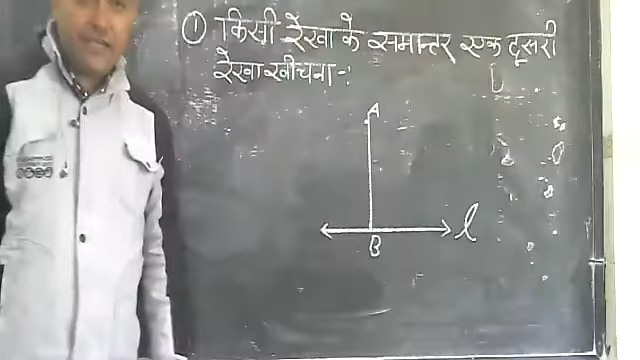 ① किसी रेखा के समान्तर एक दूसरी
रेखा खींचना -:
A
l
B